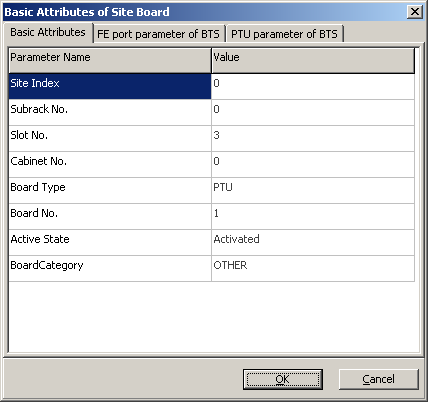 Basic Attributes of Site Board
Basic Attributes FE port parameter of BTS PTU parameter of BTS
Parameter Name Value
Site Index 0
Subrack No. 0
Slot No. 3
Cabinet No. 0
Board Type PTU
Board No. 1
Active State Activated
BoardCategory OTHER
OK Cancel